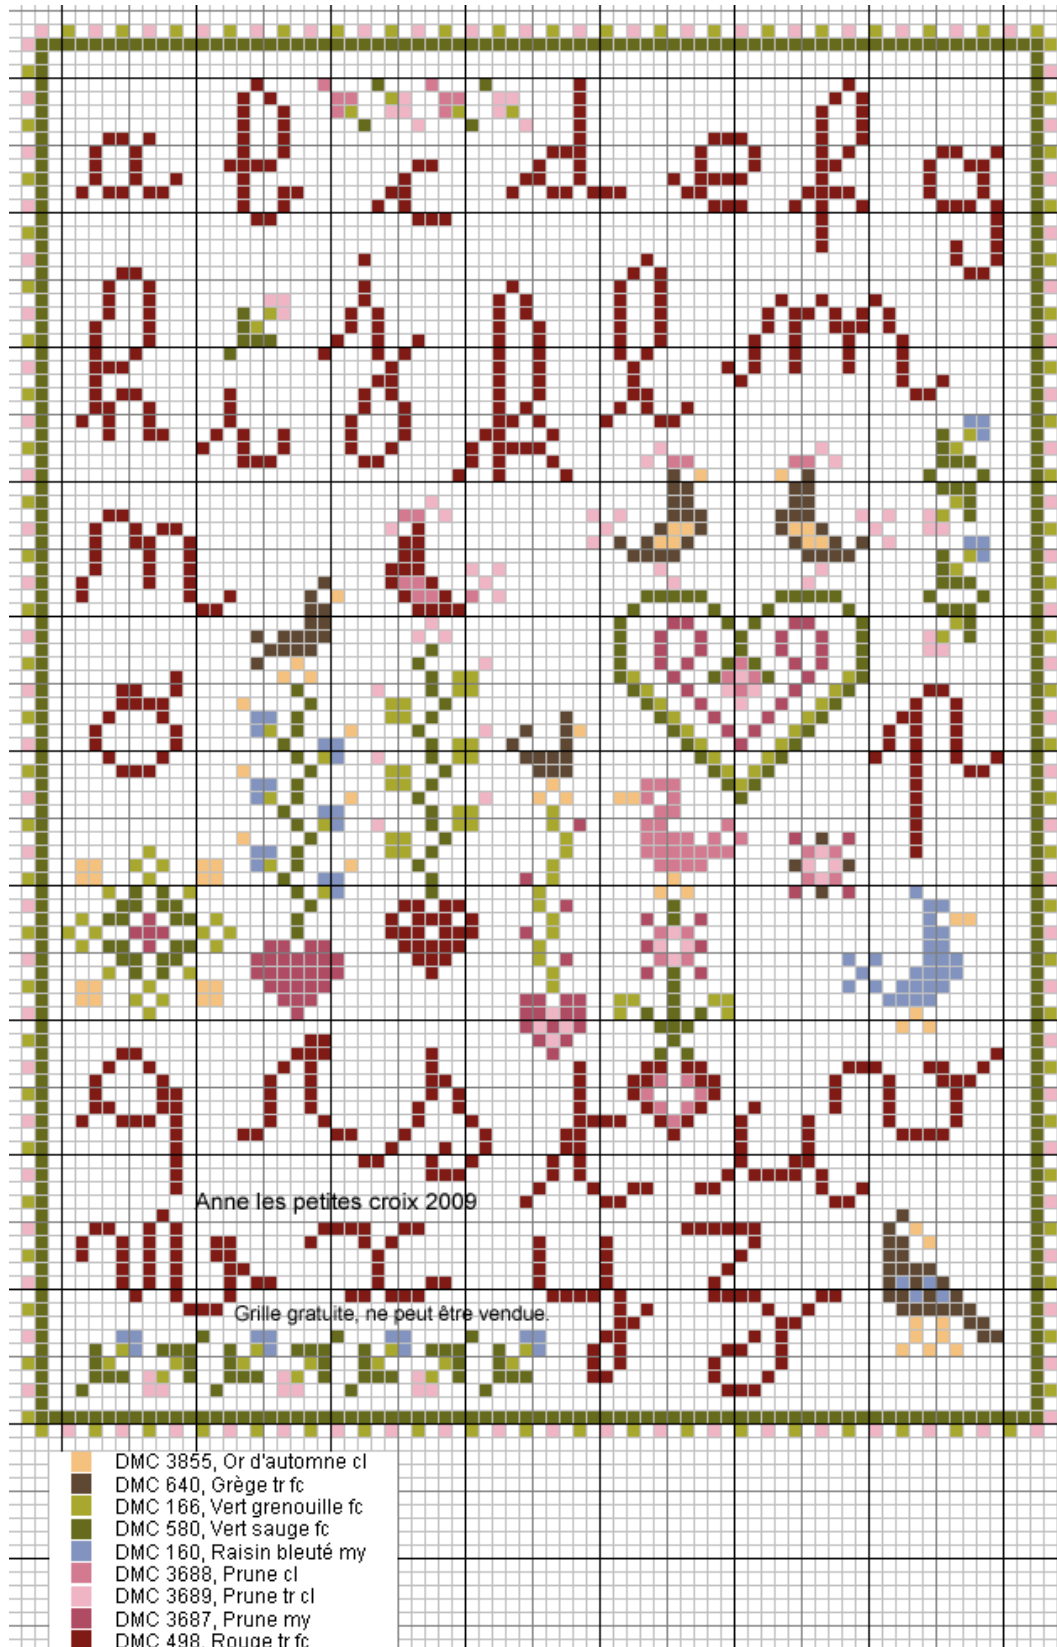 a b c d e f g
h i j k l m
n
o r
q r s t u v
Anne les petites croix 2009
w x y z
Grille gratuite, ne peut être vendue.
DMC 3855, Or d'automne cl
DMC 640, Grège tr fc
DMC 166, Vert grenouille fc
DMC 580, Vert sauge fc
DMC 160, Raisin bleuté my
DMC 3688, Prune cl
DMC 3689, Prune tr cl
DMC 3687, Prune my
DMC 498, Rouge tr fc